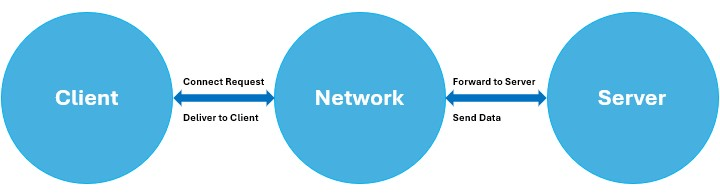 Client
Connect Request
Deliver to Client
Network
Forward to Server
Send Data
Server